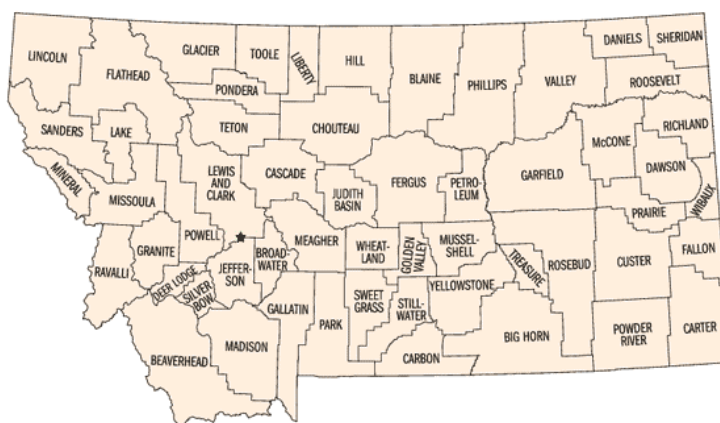 LINCOLN
FLATHEAD
GLACIER
TOOLE
LIBERTY
HILL
BLAINE
PHILLIPS
VALLEY
DANIELS
SHERIDAN
ROOSEVELT
PONDERA
SANDERS
LAKE
TETON
CHOUTEAU
McCONE
RICHLAND
MINERAL
MISSOULA
LEWIS
AND
CLARK
CASCADE
JUDITH
BASIN
FERGUS
PETRO-
LEUM
GARFIELD
DAWSON
WIBAUX
PRAIRIE
RAVALLI
GRANITE
POWELL
JEFFER-
SON
BROAD-
WATER
MEAGHER
WHEAT-
LAND
GOLDEN
VALLEY
MUSSEL-
SHELL
TREASURE
ROSEBUD
CUSTER
FALLON
DEER LODGE
SILVER
BOW
GALLATIN
PARK
SWEET
GRASS
STILL-
WATER
YELLOWSTONE
BEAVERHEAD
MADISON
CARBON
BIG HORN
POWDER
RIVER
CARTER